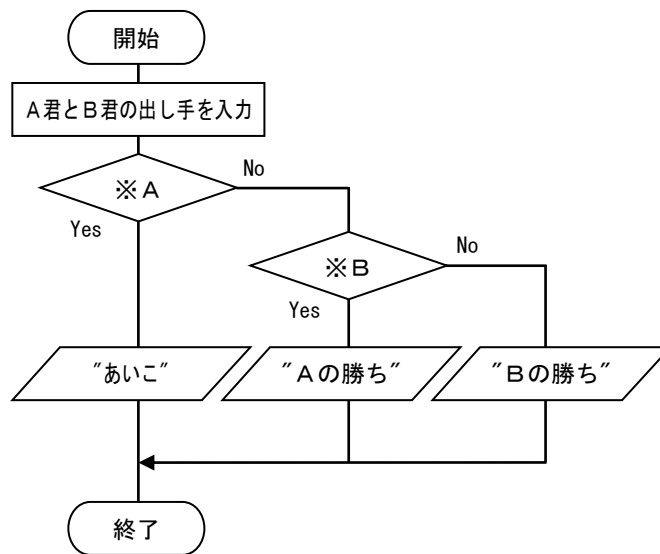 開始
A君とB君の出し手を入力
※A
No
Yes
※B
No
Yes
"あいこ"
"Aの勝ち"
"Bの勝ち"
終了